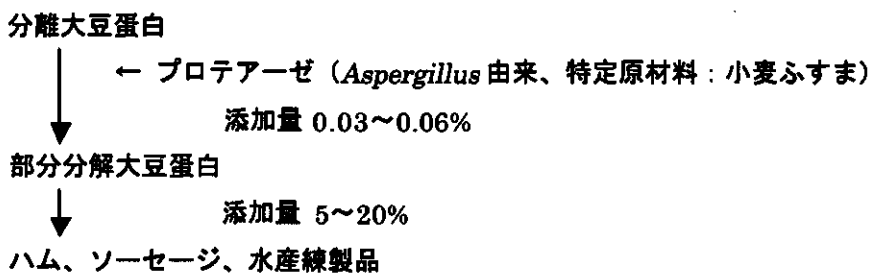 分離大豆蛋白
← プロテアーゼ（Aspergillus 由来、特定原材料：小麦ふすま）
添加量 0.03〜0.06%
部分分解大豆蛋白
添加量 5〜20%
ハム、ソーセージ、水産練製品